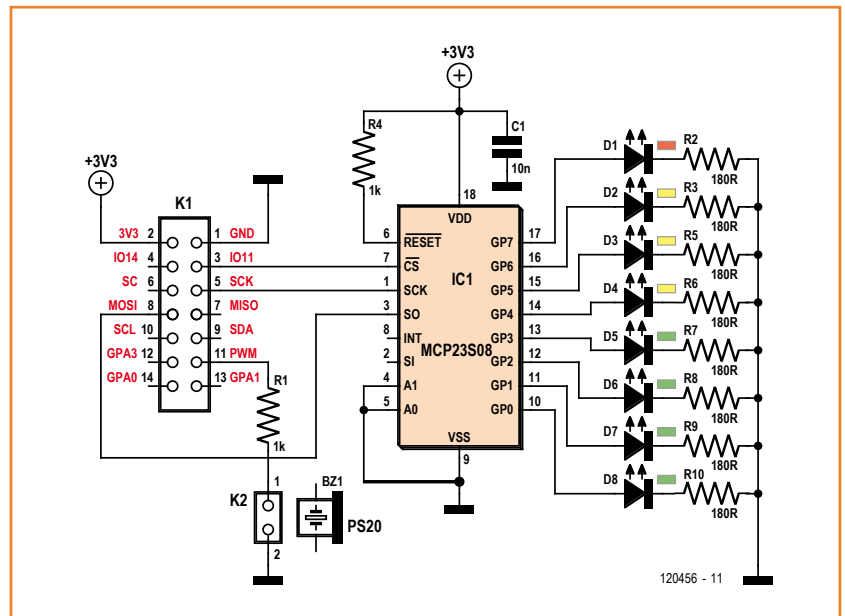 +3V3
+3V3
K1
3V3 2 1 GND
IO14 4 3 IO11
SC 6 5 SCK
MOSI 8 7 MISO
SCL 10 9 SDA
GPA3 12 11 PWM
GPA0 14 13 GPA1
R1
1k
K2
1
2
BZ1
PS20
R4
1k
C1
10n
18
VDD
6 RESET
7 CS
1 SCK
3 SO
8 INT
2 SI
4 A1
5 A0
IC1
MCP23S08
GP7 17
GP6 16
GP5 15
GP4 14
GP3 13
GP2 12
GP1 11
GP0 10
VSS
9
D1 R2
180R
D2 R3
180R
D3 R5
180R
D4 R6
180R
D5 R7
180R
D6 R8
180R
D7 R9
180R
D8 R10
180R
120456 - 11